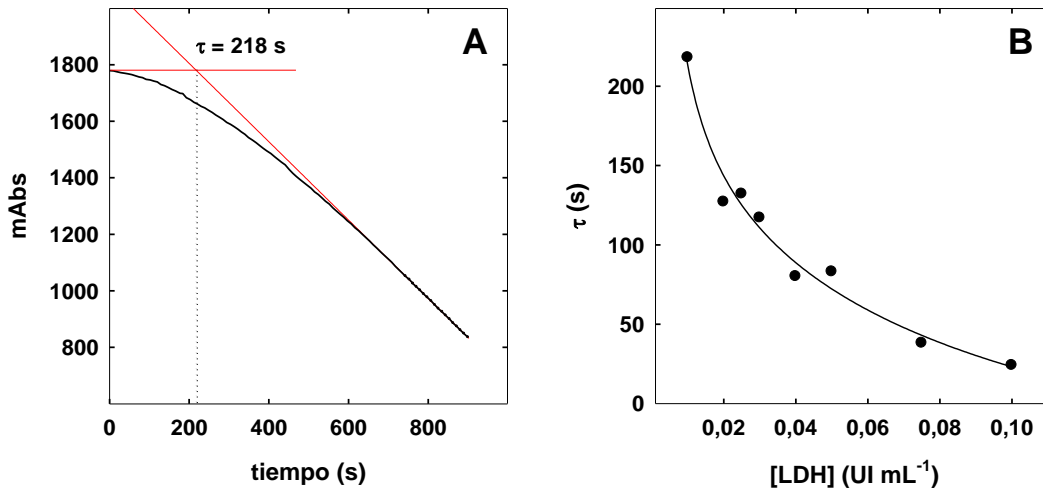 A
τ = 218 s
1800
1600
1400
1200
1000
800
mAbs
0 200 400 600 800
tiempo (s)
B
200
150
100
50
0
τ (s)
0,02 0,04 0,06 0,08 0,10
[LDH] (UI mL⁻¹)